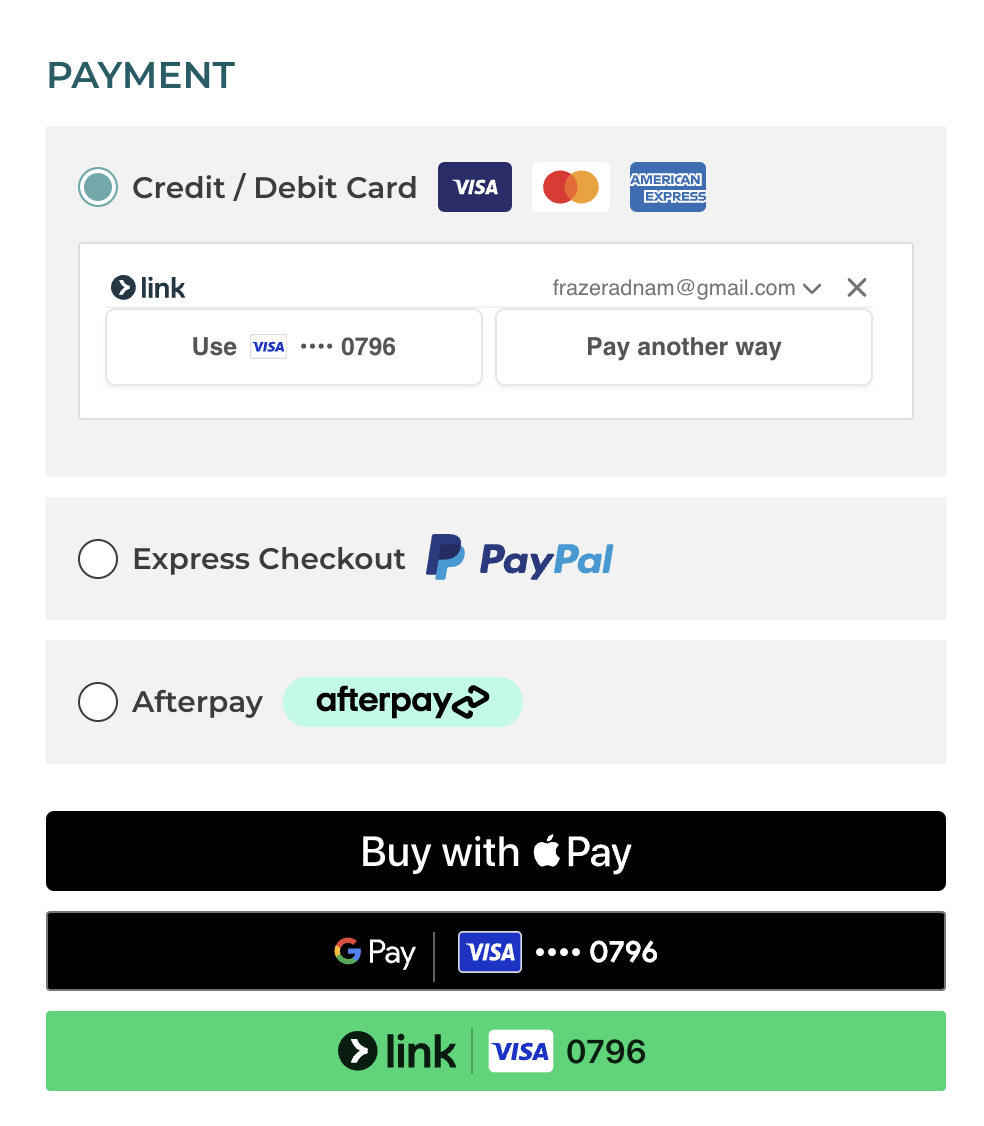 PAYMENT
Credit / Debit Card VISA AMERICAN EXPRESS
link frazeradnam@gmail.com
Use VISA •••• 0796 Pay another way
Express Checkout PayPal
Afterpay afterpay
Buy with Pay
G Pay VISA •••• 0796
link VISA 0796